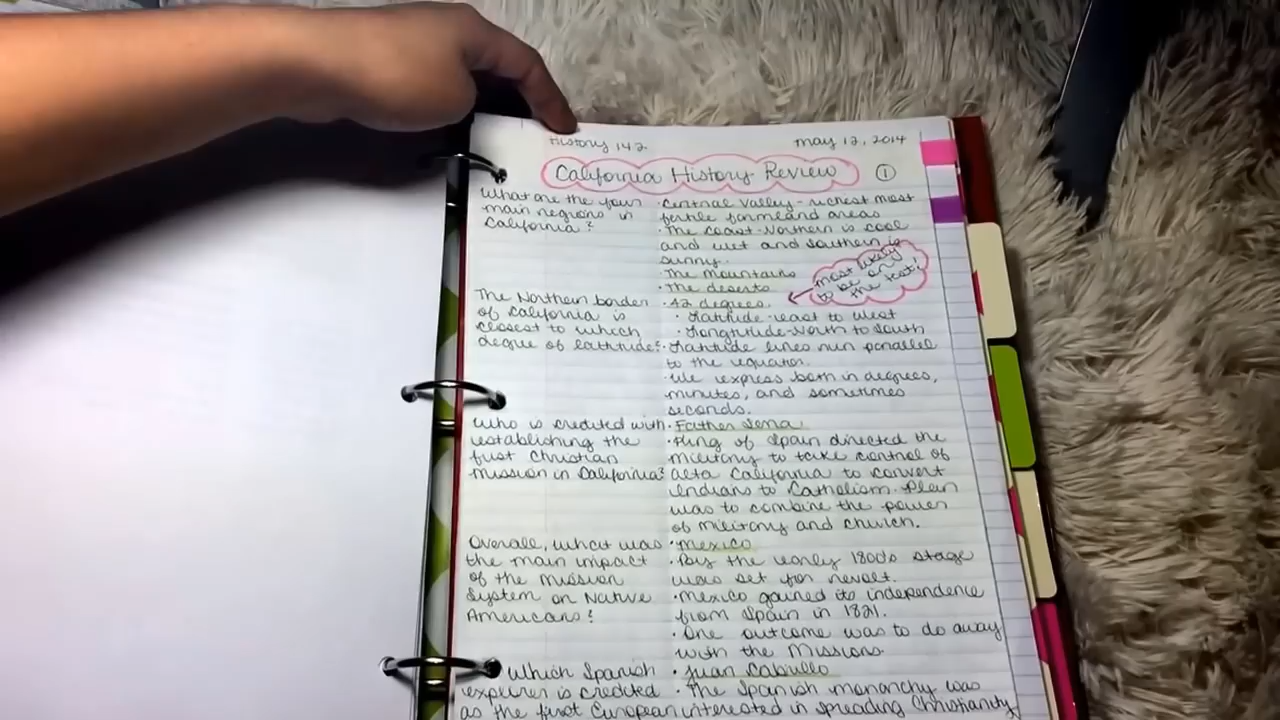 History 142
May 12, 2014
California History Review
1
What are the four
main regions in
California?
• Central Valley - richest most
fertile farmland areas
• The Coast - Northern is cool
and wet and southern is
sunny.
• The Mountains
• The deserts
most likely
to be on
the test!
The Northern border
of California is
closest to which
degree of latitude?
• 42 degrees.
• Latitude - east to west
• Longtitude - North to South
• Latitude lines run parallel
to the equator.
• We express both in degrees,
minutes, and sometimes
seconds.
Who is credited with
establishing the
first Christian
mission in California?
• Father Serra
• King of Spain directed the
military to take control of
alta California to convert
Indians to Catholism. Plan
was to combine the power
of military and church.
Overall, what was
the main impact
of the mission
System on Native
Americans?
• Mexico
• By the early 1800's stage
was set for revolt.
• Mexico gained its independence
from Spain in 1821.
• One outcome was to do away
with the Missions.
Which Spanish
explorer is credited
as the first European
• Juan Cabrillo
• The Spanish monarchy was
interested in spreading Christianity